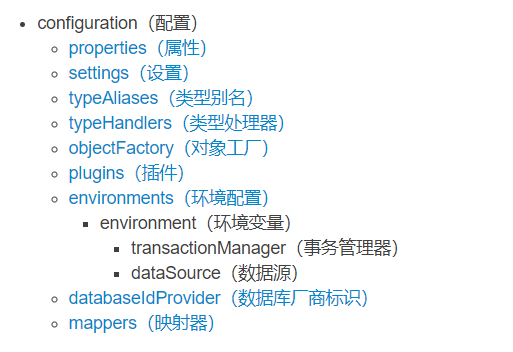 configuration（配置）
properties（属性）
settings（设置）
typeAliases（类型别名）
typeHandlers（类型处理器）
objectFactory（对象工厂）
plugins（插件）
environments（环境配置）
environment（环境变量）
transactionManager（事务管理器）
dataSource（数据源）
databaseIdProvider（数据库厂商标识）
mappers（映射器）